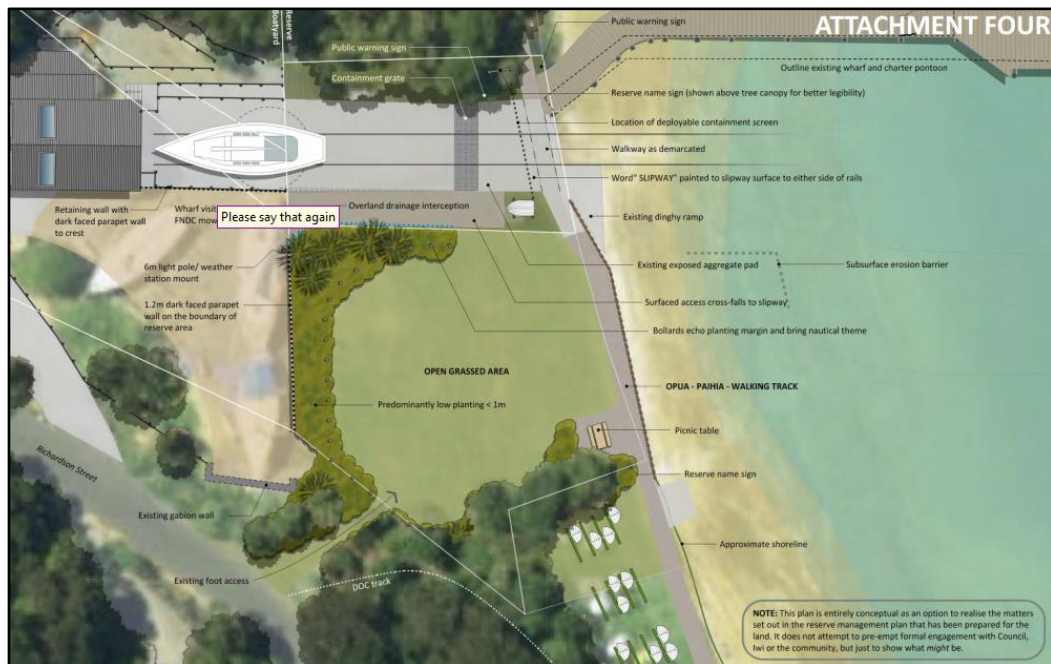 ATTACHMENT FOUR
Reserve
Boatyard
Public warning sign
Public warning sign
Containment grate
Outline existing wharf and charter pontoon
Reserve name sign (shown above tree canopy for better legibility)
Location of deployable containment screen
Walkway as demarcated
Word" SLIPWAY" painted to slipway surface to either side of rails
Retaining wall with
dark faced parapet wall
to crest
Wharf visit
FNDC mow
Please say that again
Overland drainage interception
Existing dinghy ramp
6m light pole/ weather
station mount
Existing exposed aggregate pad
Subsurface erosion barrier
1.2m dark faced parapet
wall on the boundary of
reserve area
Surfaced access cross-falls to slipway
Bollards echo planting margin and bring nautical theme
OPEN GRASSED AREA
OPUA - PAIHIA - WALKING TRACK
Predominantly low planting < 1m
Picnic table
Richardson Street
Reserve name sign
Existing gabion wall
Approximate shoreline
Existing foot access
DOC track
NOTE: This plan is entirely conceptual as an option to realise the matters
set out in the reserve management plan that has been prepared for the
land. It does not attempt to pre-empt formal engagement with Council,
Iwi or the community, but just to show what might be.